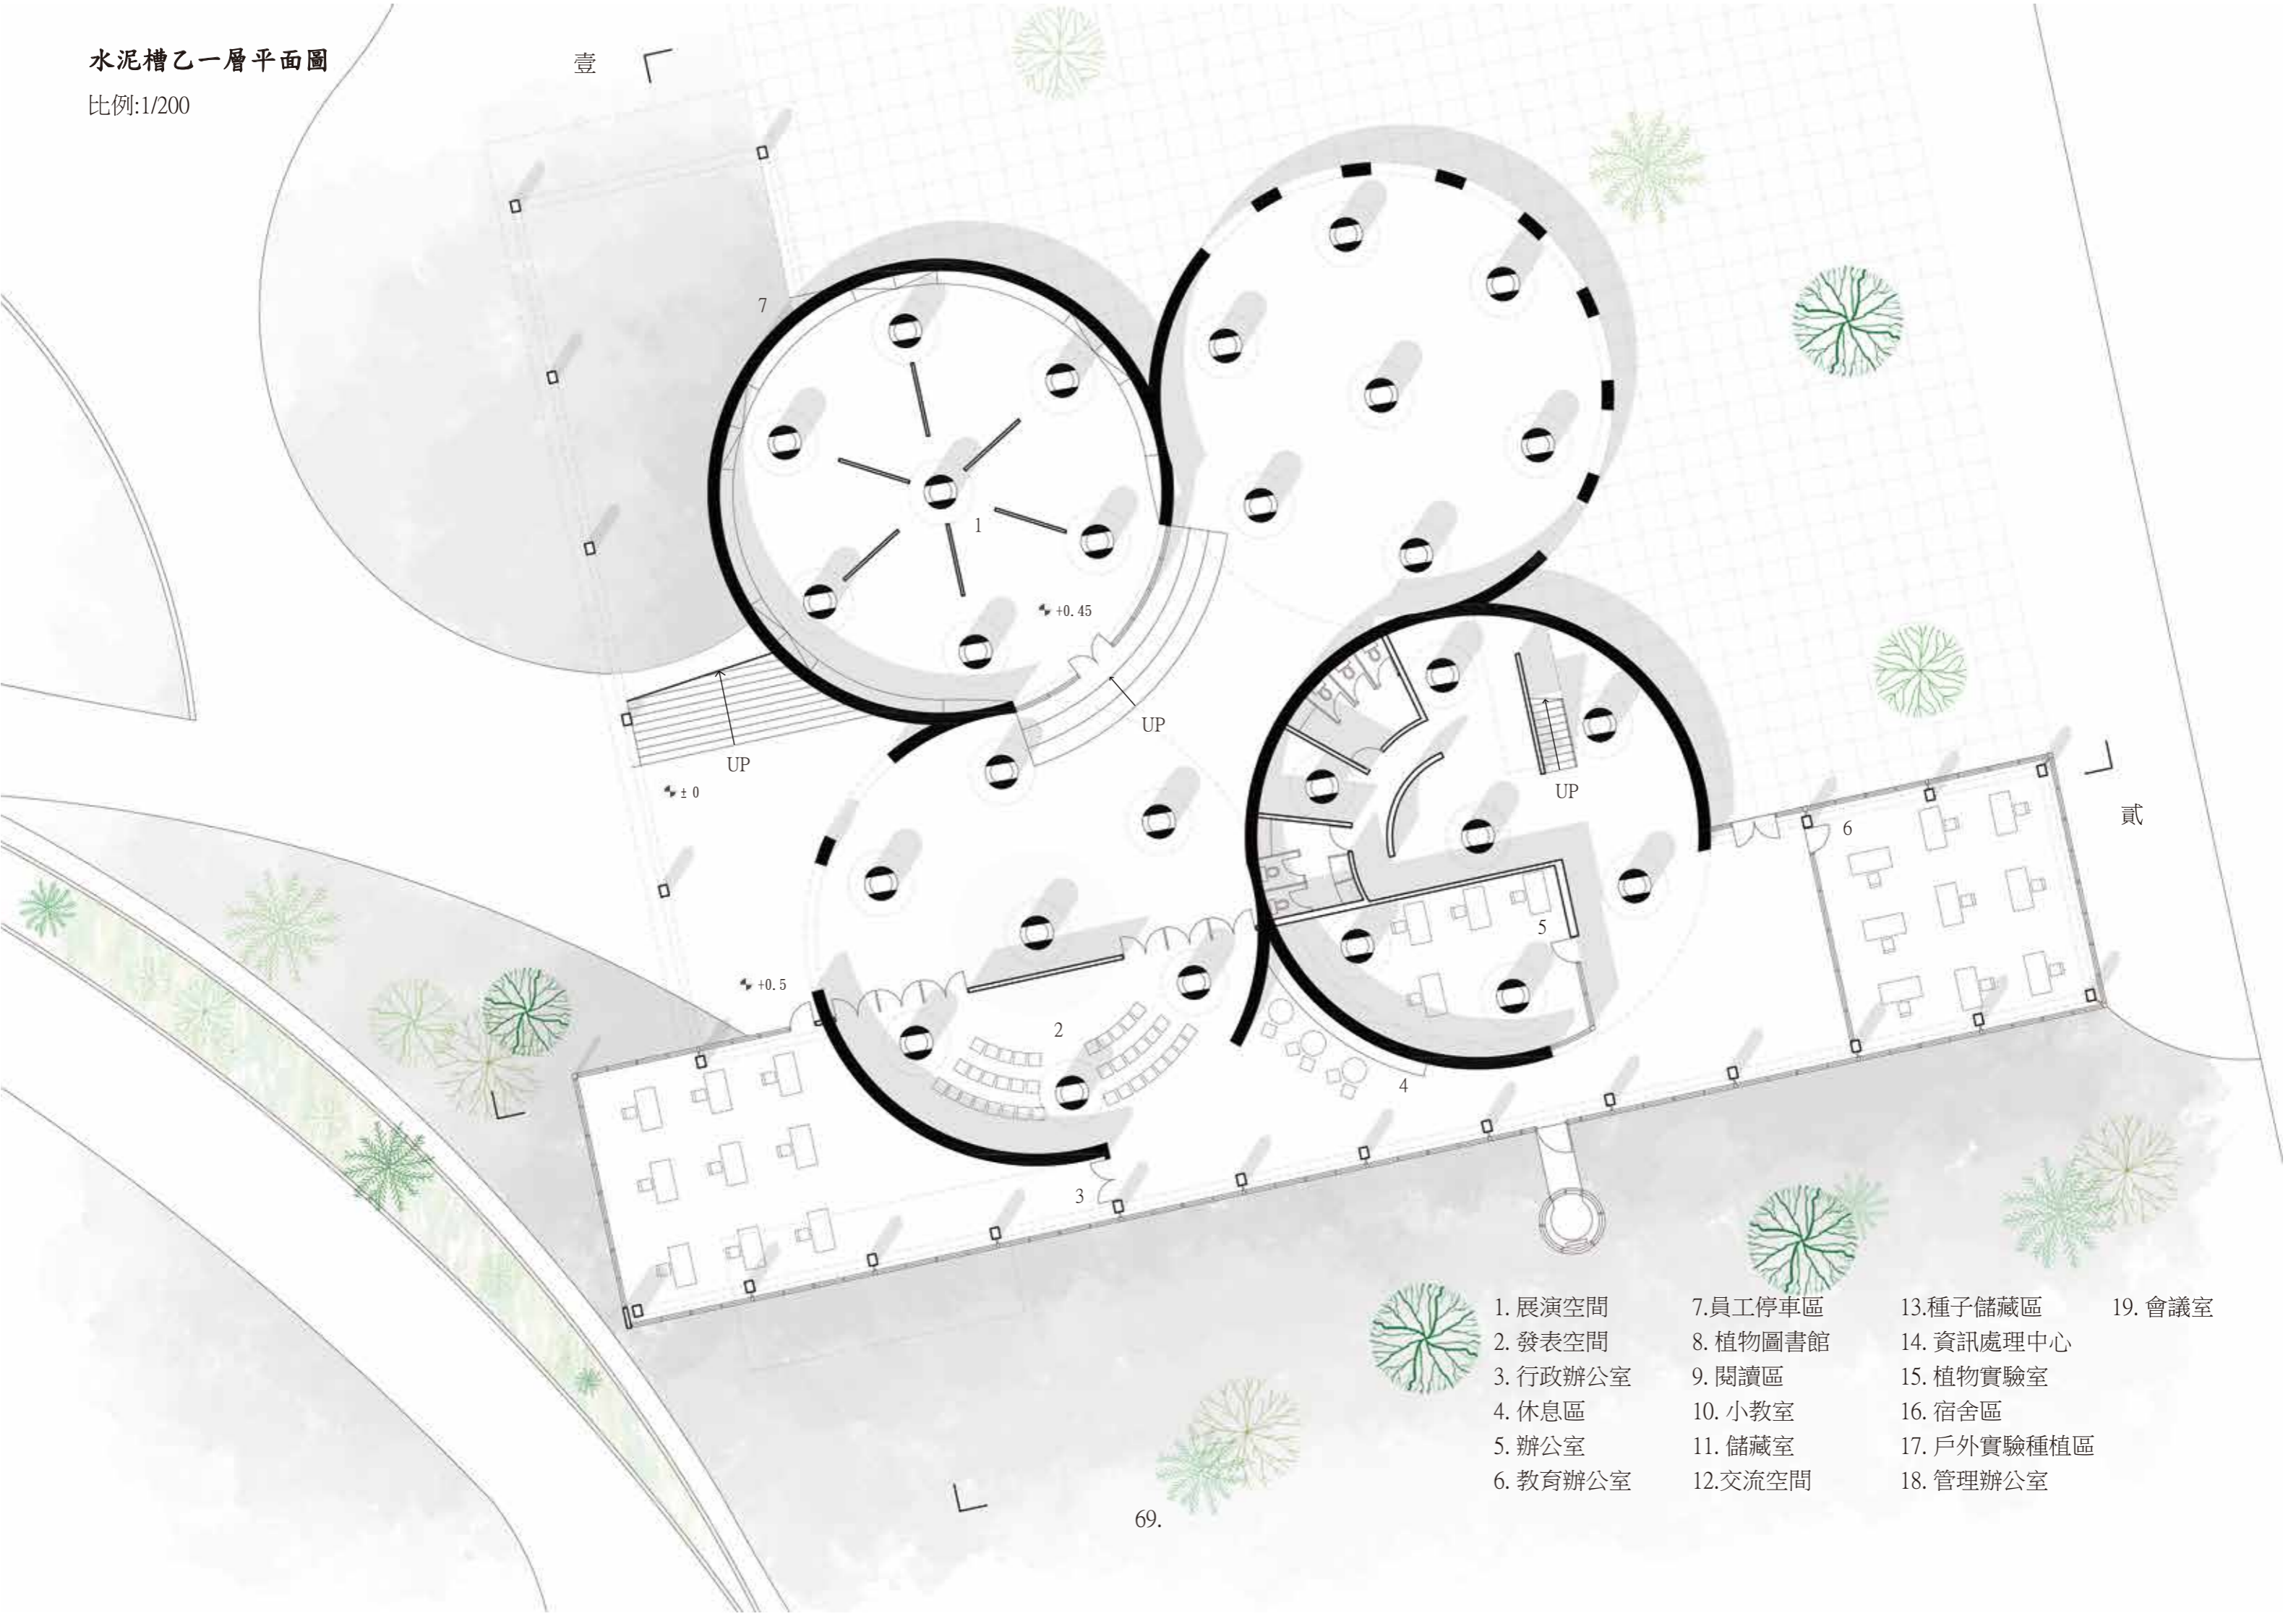 水泥槽乙一層平面圖
比例:1/200
壹
7
1
+0.45
UP
UP
± 0
UP
貳
6
5
+0.5
2
4
3
1. 展演空間
2. 發表空間
3. 行政辦公室
4. 休息區
5. 辦公室
6. 教育辦公室
7.員工停車區
8. 植物圖書館
9. 閱讀區
10. 小教室
11. 儲藏室
12.交流空間
13.種子儲藏區
14. 資訊處理中心
15. 植物實驗室
16. 宿舍區
17. 戶外實驗種植區
18. 管理辦公室
19. 會議室
69.